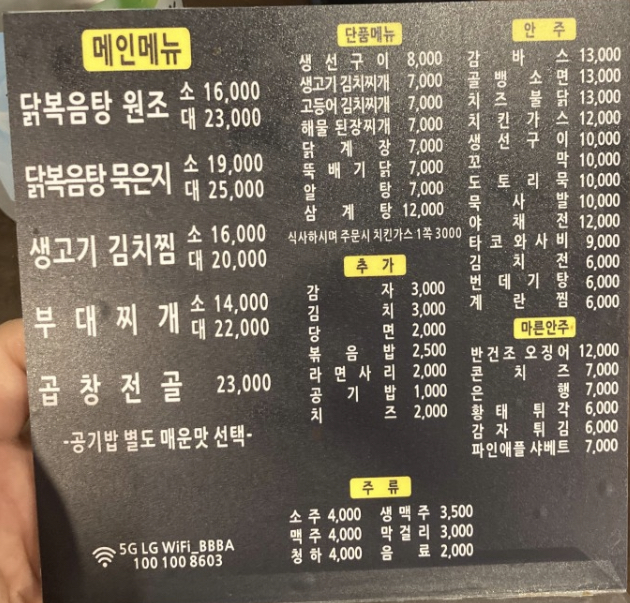 메인메뉴
닭복음탕 원조 소 16,000
대 23,000
닭복음탕 묵은지 소 19,000
대 25,000
생고기 김치찜 소 16,000
대 20,000
부대찌개 소 14,000
대 22,000
곱창전골 23,000
-공기밥 별도 매운맛 선택-
5G LG WiFi_BBBA
100 100 8603
단품메뉴
생선구이 8,000
생고기 김치찌개 7,000
고등어 김치찌개 7,000
해물 된장찌개 7,000
닭계장 7,000
뚝배기닭 7,000
알탕 7,000
삼계탕 12,000
식사하시며 주문시 치킨가스 1쪽 3000
추가
감자 3,000
김치 3,000
당면 2,000
볶음밥 2,500
라면사리 2,000
공기밥 1,000
치즈 2,000
주류
소주 4,000 생맥주 3,500
맥주 4,000 막걸리 3,000
청하 4,000 음료 2,000
안주
감바스 13,000
골뱅소면 13,000
치즈불닭 13,000
치킨가스 12,000
생선구이 10,000
꼬막 10,000
도토리묵 10,000
묵사발 10,000
야채전 12,000
타코와사비 9,000
김치전 6,000
번데기탕 6,000
계란찜 6,000
마른안주
반건조 오징어 12,000
콘치즈 7,000
은행 7,000
황태튀각 6,000
감자튀김 6,000
파인애플 샤베트 7,000